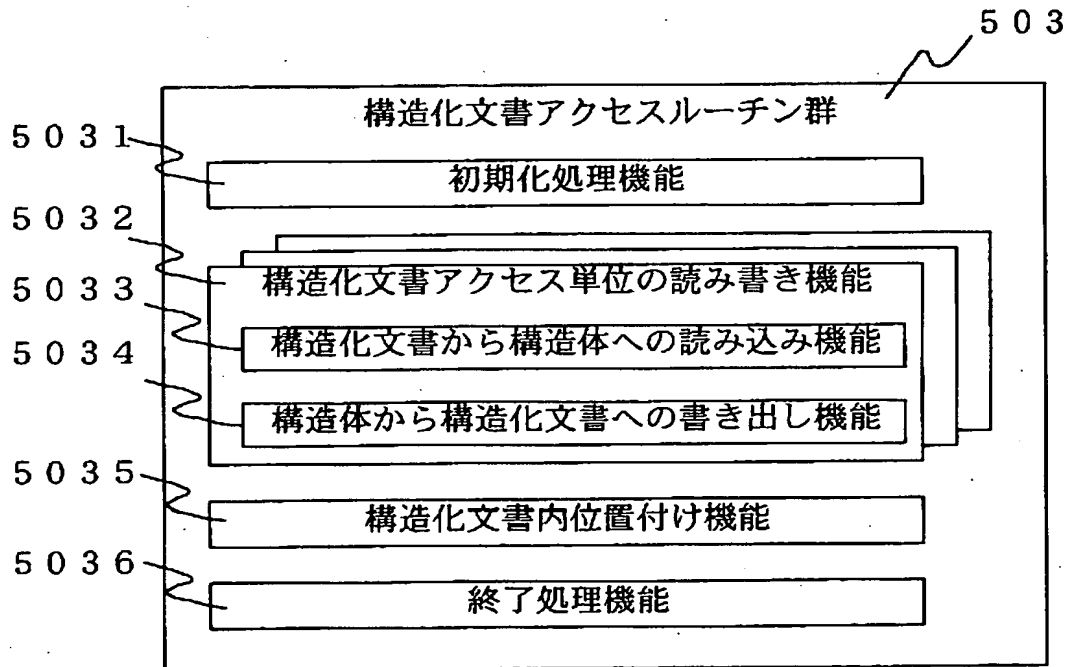 ５０３
構造化文書アクセスルーチン群
５０３１
初期化処理機能
５０３２
構造化文書アクセス単位の読み書き機能
５０３３
構造化文書から構造体への読み込み機能
５０３４
構造体から構造化文書への書き出し機能
５０３５
構造化文書内位置付け機能
５０３６
終了処理機能